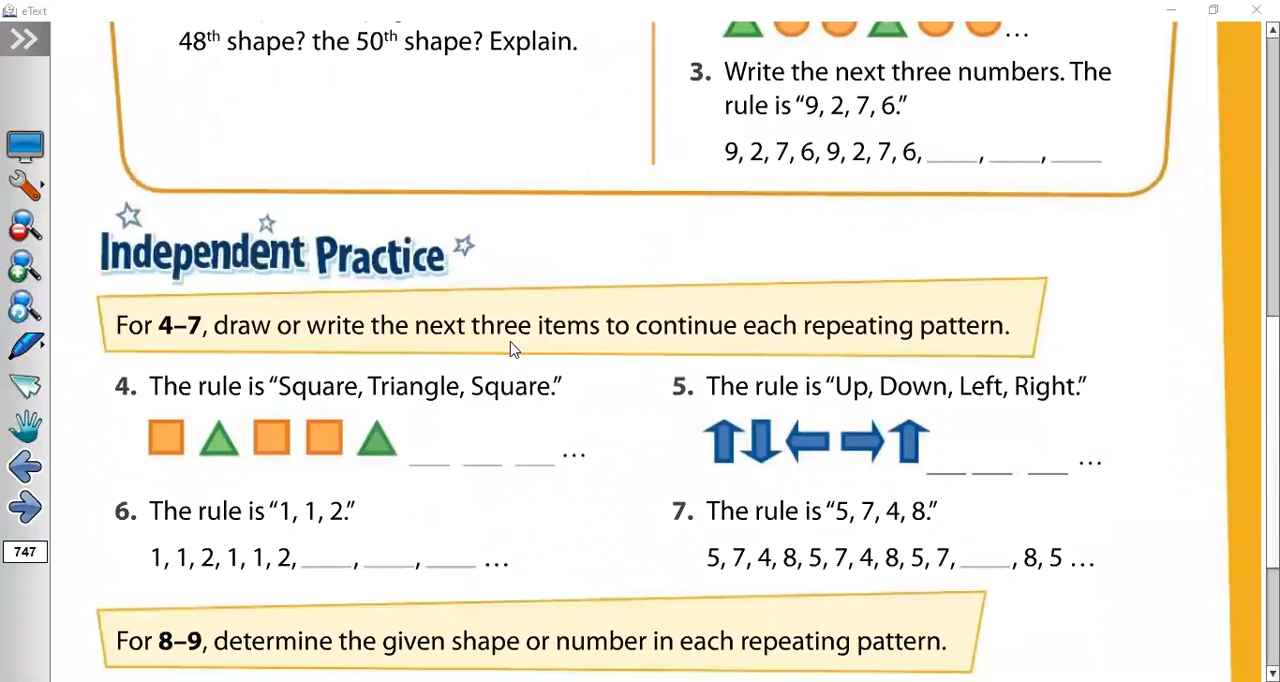 eText
48th shape? the 50th shape? Explain.
...
3. Write the next three numbers. The
rule is “9, 2, 7, 6.”
9, 2, 7, 6, 9, 2, 7, 6, ____, ____, ____
Independent Practice
For 4–7, draw or write the next three items to continue each repeating pattern.
4. The rule is “Square, Triangle, Square.”
___ ___ ___ ...
5. The rule is “Up, Down, Left, Right.”
___ ___ ___ ...
6. The rule is “1, 1, 2.”
1, 1, 2, 1, 1, 2, ____, ____, ____ ...
7. The rule is “5, 7, 4, 8.”
5, 7, 4, 8, 5, 7, 4, 8, 5, 7, ____, 8, 5 ...
747
For 8–9, determine the given shape or number in each repeating pattern.